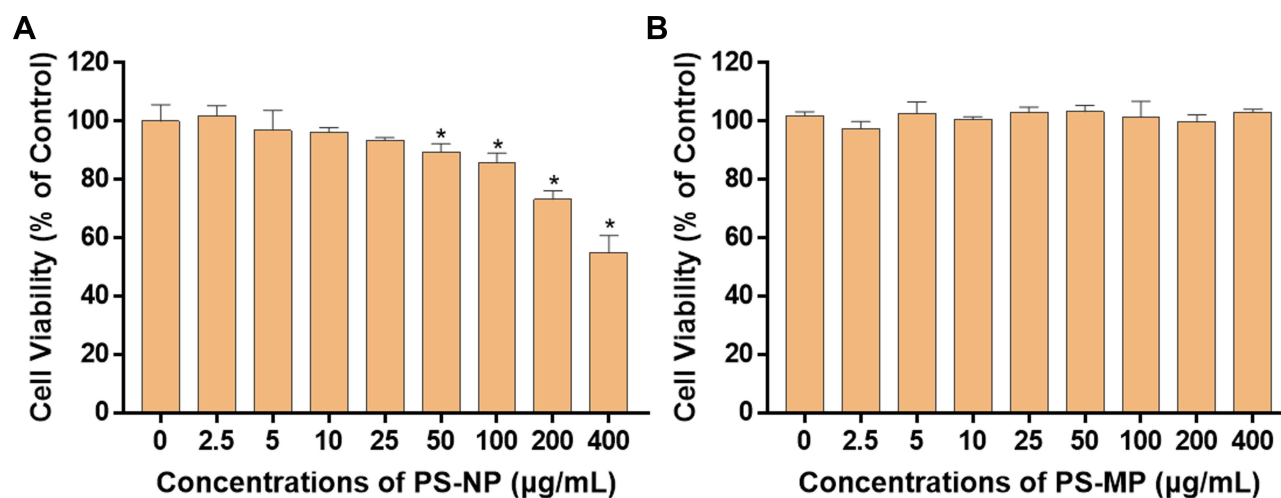 A
Cell Viability (% of Control)
120
100
80
60
40
20
0
* * * *
0 2.5 5 10 25 50 100 200 400
Concentrations of PS-NP (μg/mL)
B
Cell Viability (% of Control)
120
100
80
60
40
20
0
0 2.5 5 10 25 50 100 200 400
Concentrations of PS-MP (μg/mL)